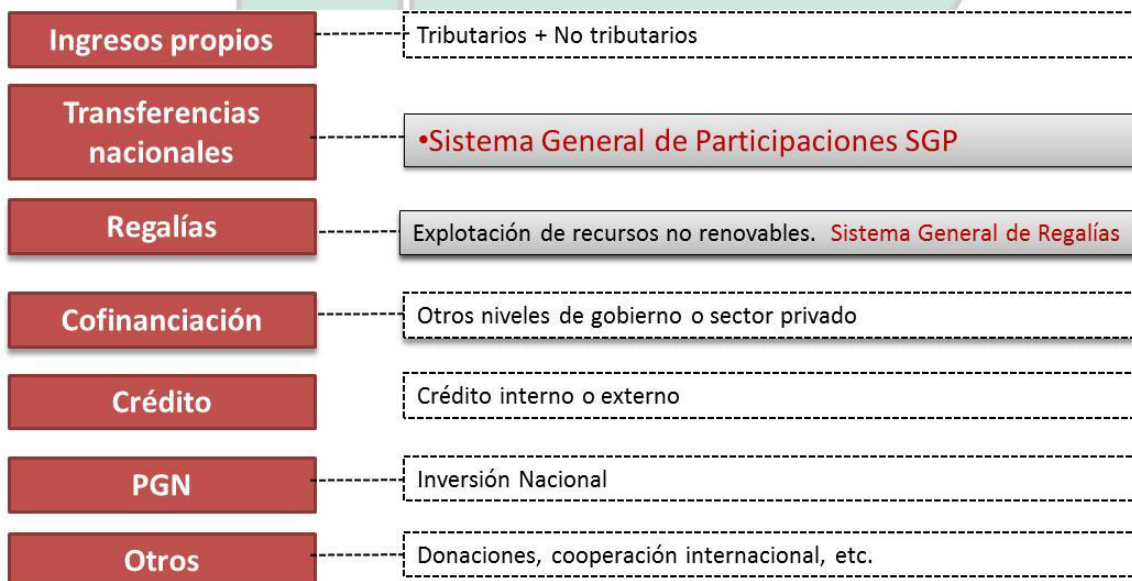 Ingresos propios
Tributarios + No tributarios
Transferencias
nacionales
•Sistema General de Participaciones SGP
Regalías
Explotación de recursos no renovables. Sistema General de Regalías
Cofinanciación
Otros niveles de gobierno o sector privado
Crédito
Crédito interno o externo
PGN
Inversión Nacional
Otros
Donaciones, cooperación internacional, etc.